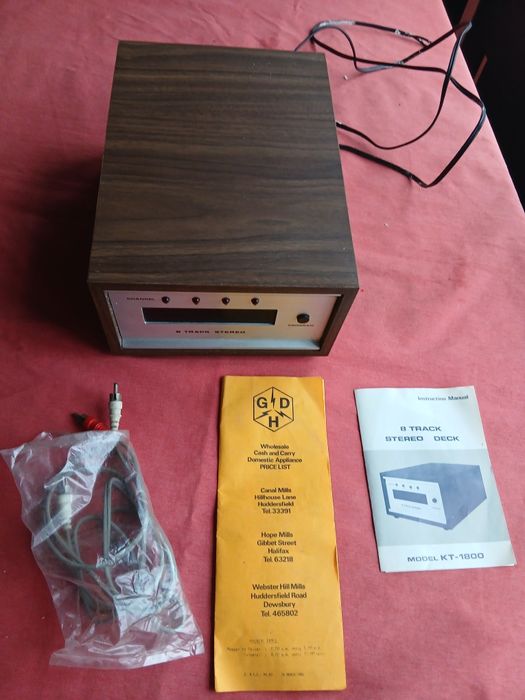 CHANNEL
PROGRAM
8 TRACK STEREO
G D
H
Wholesale
Cash and Carry
Domestic Appliance
PRICE LIST
Canal Mills
Hillhouse Lane
Huddersfield
Tel. 33391
Hope Mills
Gibbet Street
Halifax
Tel. 63218
Webster Hill Mills
Huddersfield Road
Dewsbury
Tel. 465802
Instruction Manual
8 TRACK
STEREO DECK
MODEL KT-1800